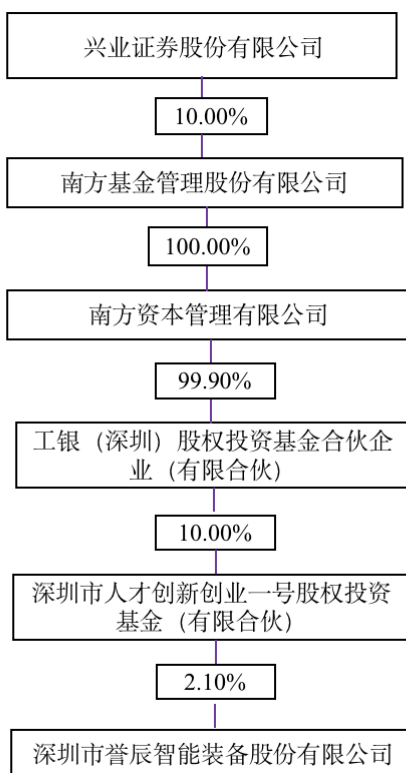 兴业证券股份有限公司
10.00%
南方基金管理股份有限公司
100.00%
南方资本管理有限公司
99.90%
工银（深圳）股权投资基金合伙企
业（有限合伙）
10.00%
深圳市人才创新创业一号股权投资
基金（有限合伙）
2.10%
深圳市誉辰智能装备股份有限公司